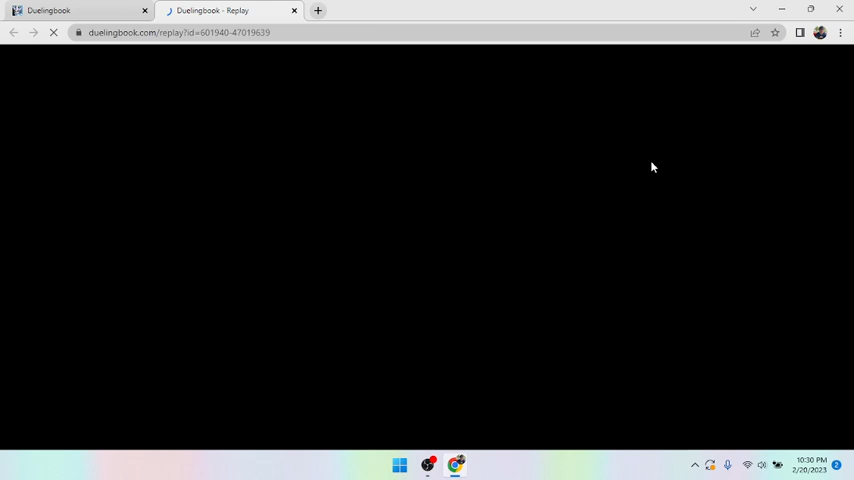 Duelingbook
Duelingbook - Replay
duelingbook.com/replay?id=601940-47019639
10:30 PM
2/20/2023
2